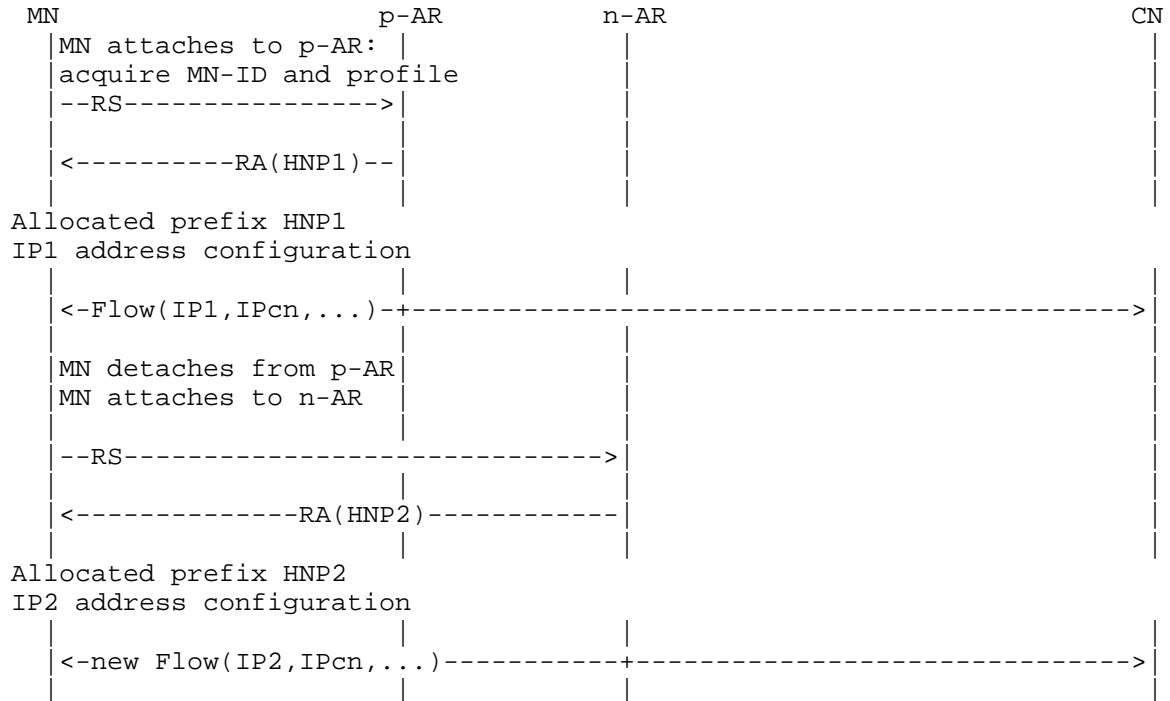 MN p-AR n-AR CN
|MN attaches to p-AR: | | |
|acquire MN-ID and profile | |
|--RS---------------->| | |
| | | |
|<----------RA(HNP1)--| | |
| | | |
Allocated prefix HNP1
IP1 address configuration
| | | |
|<-Flow(IP1,IPcn,...)-+--------------------------------------------->|
| | | |
|MN detaches from p-AR| | |
|MN attaches to n-AR | | |
| | | |
|--RS------------------------------>| |
| | | |
|<--------------RA(HNP2)------------| |
| | | |
Allocated prefix HNP2
IP2 address configuration
| | | |
|<-new Flow(IP2,IPcn,...)-----------+------------------------------->|
| | | |